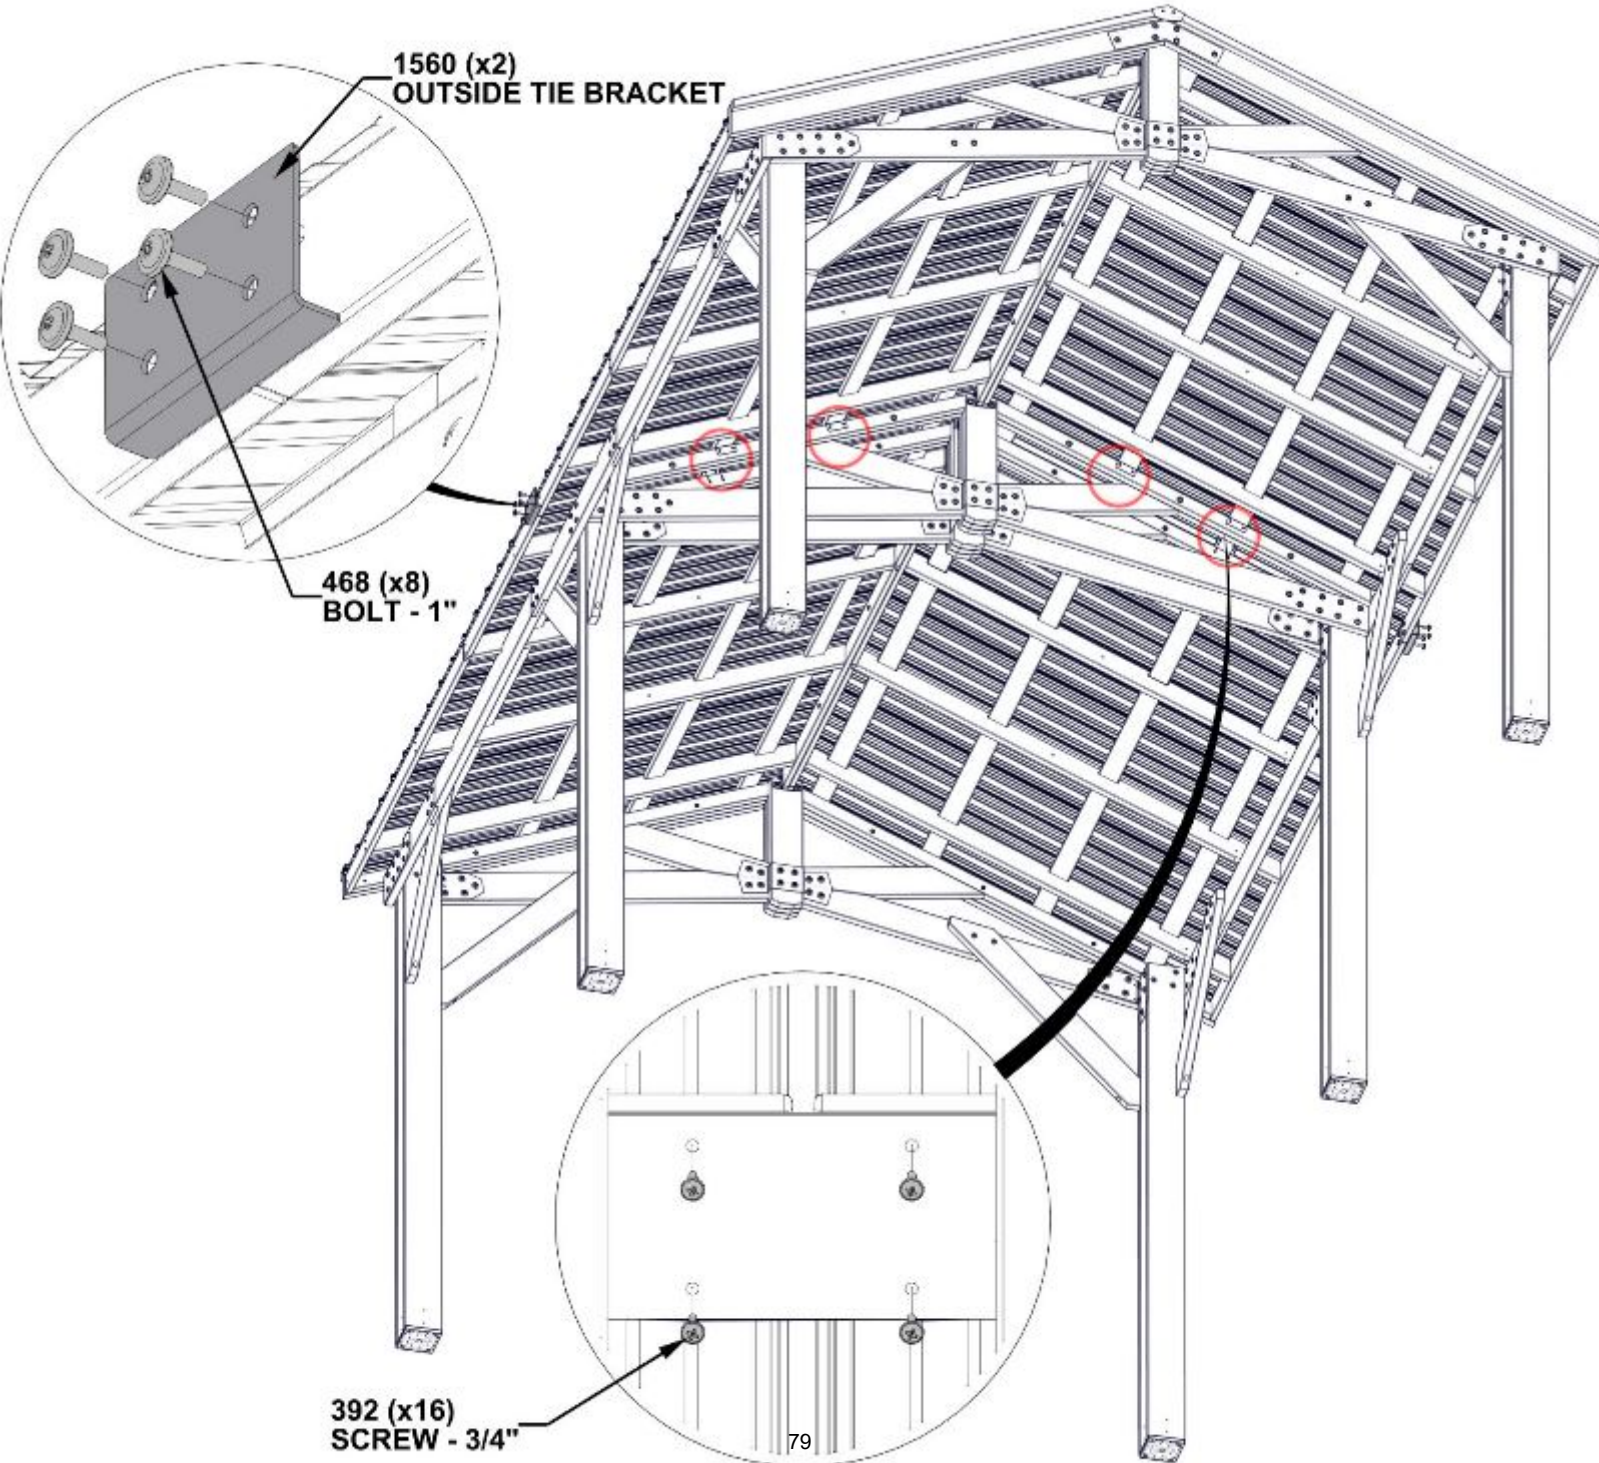 1560 (x2)
OUTSIDE TIE BRACKET
468 (x8)
BOLT - 1"
392 (x16)
SCREW - 3/4"
79